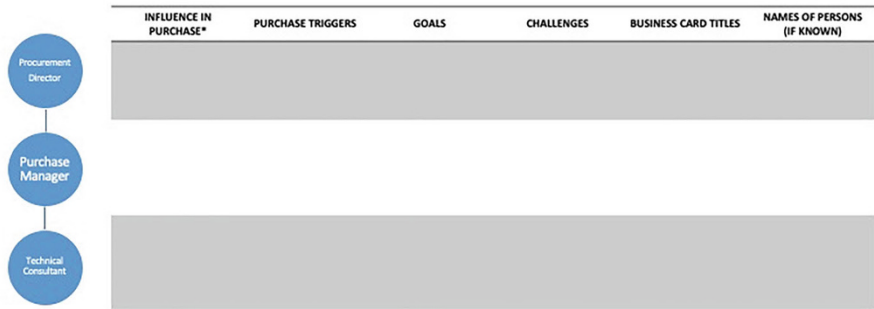 INFLUENCE IN
PURCHASE*
PURCHASE TRIGGERS
GOALS
CHALLENGES
BUSINESS CARD TITLES
NAMES OF PERSONS
(IF KNOWN)
Procurement
Director
Purchase
Manager
Technical
Consultant